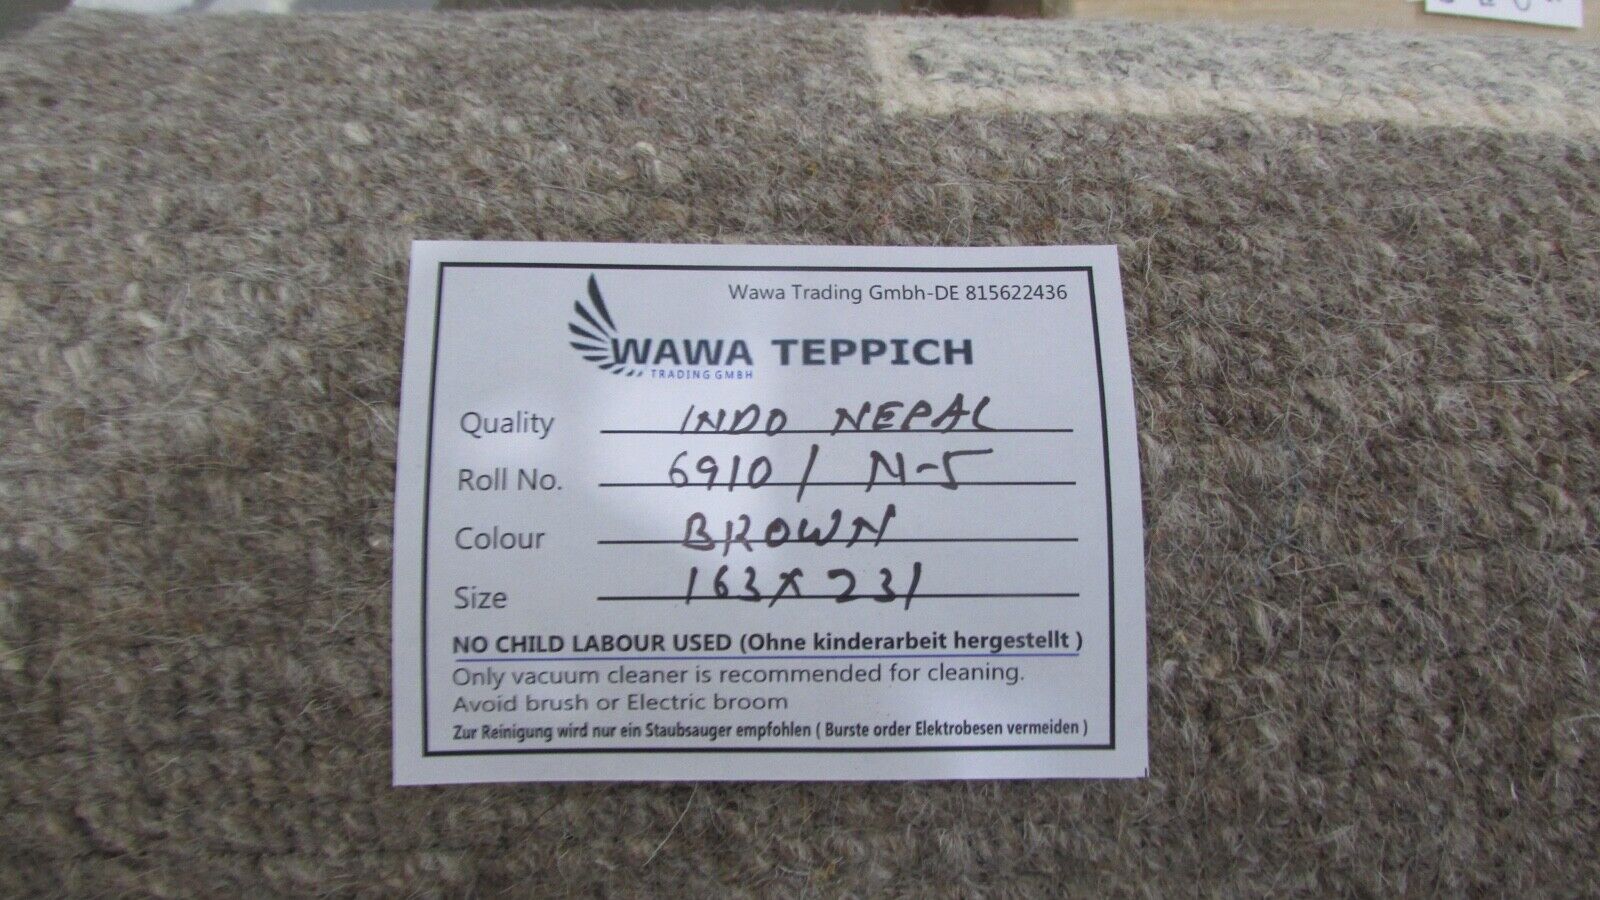 Wawa Trading Gmbh-DE 815622436
WAWA TEPPICH
TRADING GMBH
Quality INDO NEPAL
Roll No. 6910 / N-5
Colour BROWN
Size 163 x 231
NO CHILD LABOUR USED (Ohne kinderarbeit hergestellt )
Only vacuum cleaner is recommended for cleaning.
Avoid brush or Electric broom
Zur Reinigung wird nur ein Staubsauger empfohlen ( Burste order Elektrobesen vermeiden )